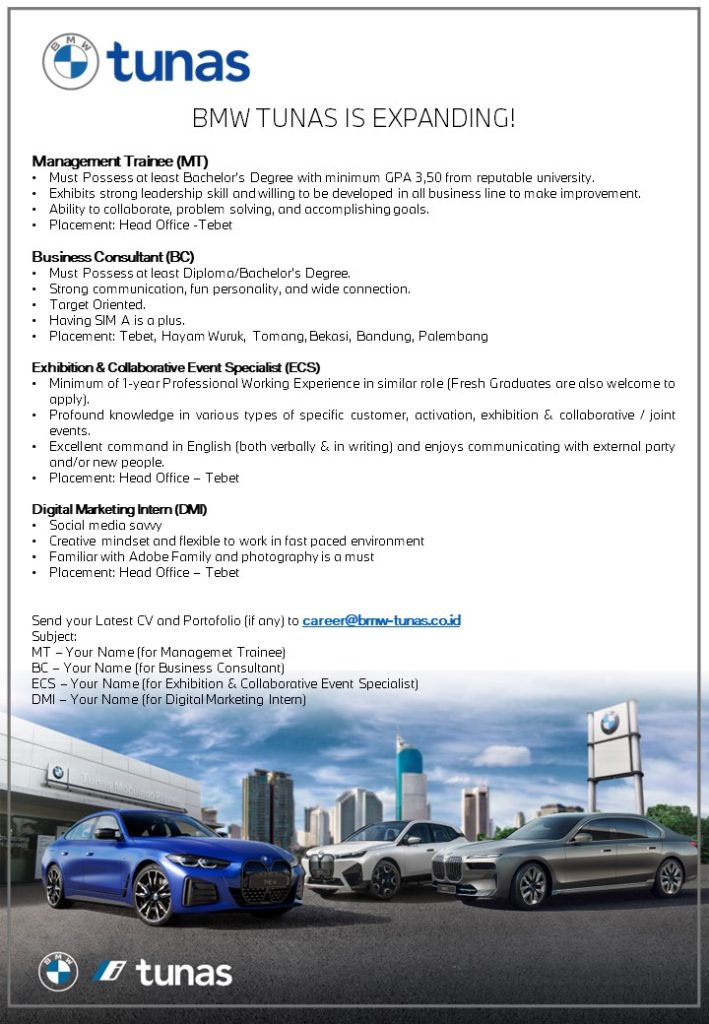 BMW tunas
BMW TUNAS IS EXPANDING!
Management Trainee (MT)
• Must Possess at least Bachelor's Degree with minimum GPA 3,50 from reputable university.
• Exhibits strong leadership skill and willing to be developed in all business line to make improvement.
• Ability to collaborate, problem solving, and accomplishing goals.
• Placement: Head Office -Tebet
Business Consultant (BC)
• Must Possess at least Diploma/Bachelor's Degree.
• Strong communication, fun personality, and wide connection.
• Target Oriented.
• Having SIM A is a plus.
• Placement: Tebet, Hayam Wuruk, Tomang, Bekasi, Bandung, Palembang
Exhibition & Collaborative Event Specialist (ECS)
• Minimum of 1-year Professional Working Experience in similar role (Fresh Graduates are also welcome to
apply).
• Profound knowledge in various types of specific customer, activation, exhibition & collaborative / joint
events.
• Excellent command in English (both verbally & in writing) and enjoys communicating with external party
and/or new people.
• Placement: Head Office – Tebet
Digital Marketing Intern (DMI)
• Social media savvy
• Creative mindset and flexible to work in fast paced environment
• Familiar with Adobe Family and photography is a must
• Placement: Head Office – Tebet
Send your Latest CV and Portofolio (if any) to career@bmw-tunas.co.id
Subject:
MT – Your Name (for Managemet Trainee)
BC – Your Name (for Business Consultant)
ECS – Your Name (for Exhibition & Collaborative Event Specialist)
DMI – Your Name (for Digital Marketing Intern)
Tunas
BMW i tunas